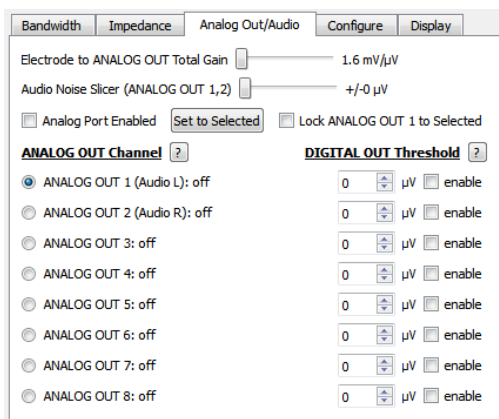 Bandwidth Impedance Analog Out/Audio Configure Display
Electrode to ANALOG OUT Total Gain 1.6 mV/µV
Audio Noise Slicer (ANALOG OUT 1,2) +/-0 µV
Analog Port Enabled Set to Selected Lock ANALOG OUT 1 to Selected
ANALOG OUT Channel ? DIGITAL OUT Threshold ?
ANALOG OUT 1 (Audio L): off 0 µV enable
ANALOG OUT 2 (Audio R): off 0 µV enable
ANALOG OUT 3: off 0 µV enable
ANALOG OUT 4: off 0 µV enable
ANALOG OUT 5: off 0 µV enable
ANALOG OUT 6: off 0 µV enable
ANALOG OUT 7: off 0 µV enable
ANALOG OUT 8: off 0 µV enable